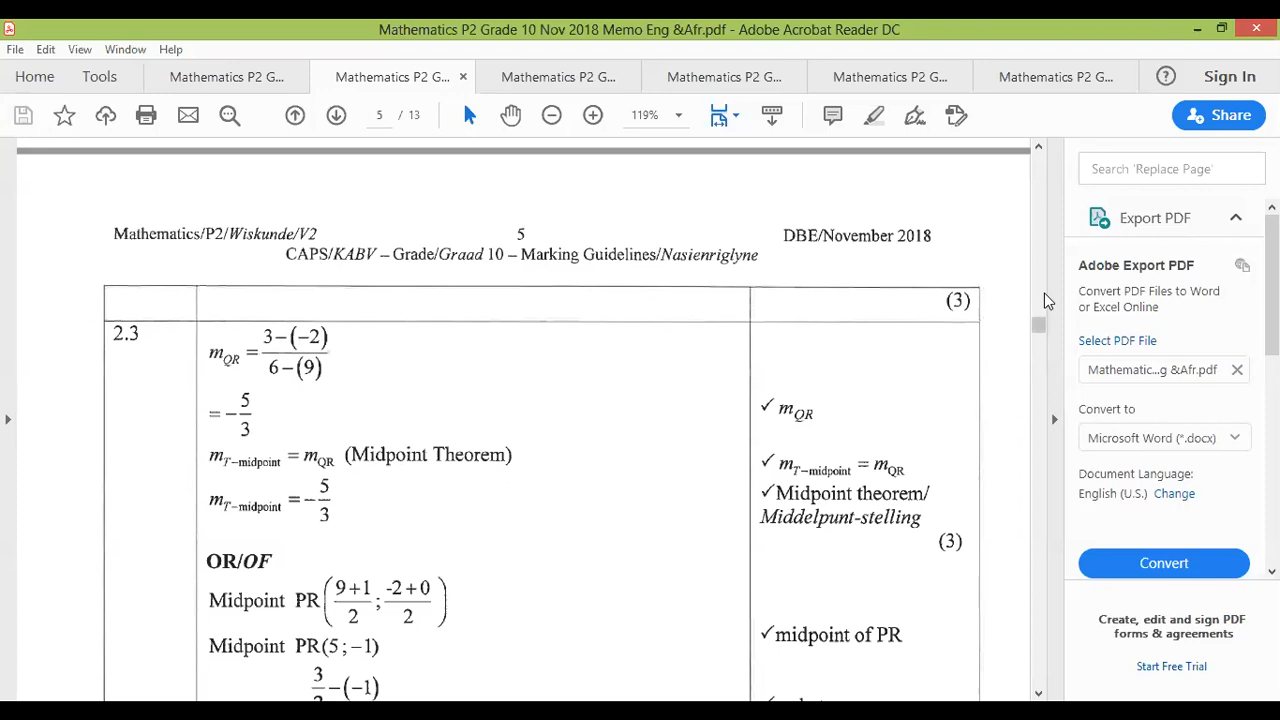 Mathematics P2 Grade 10 Nov 2018 Memo Eng &Afr.pdf - Adobe Acrobat Reader DC
File Edit View Window Help
Home Tools Mathematics P2 G... Mathematics P2 G... × Mathematics P2 G... Mathematics P2 G... Mathematics P2 G... Mathematics P2 G... Sign In
5 / 13 119% Share
Mathematics/P2/Wiskunde/V2 5 DBE/November 2018
CAPS/KABV – Grade/Graad 10 – Marking Guidelines/Nasienriglyne
(3)
2.3
m_QR = (3−(−2))/(6−(9))
= −5/3 ✓ m_QR
m_T−midpoint = m_QR (Midpoint Theorem) ✓ m_T−midpoint = m_QR
m_T−midpoint = −5/3 ✓Midpoint theorem/
Middelpunt-stelling
(3)
OR/OF
Midpoint PR((9+1)/2 ; (-2+0)/2)
✓midpoint of PR
Midpoint PR(5 ; −1)
3 −(−1)
Search 'Replace Page'
Export PDF
Adobe Export PDF
Convert PDF Files to Word
or Excel Online
Select PDF File
Mathematic...g &Afr.pdf ×
Convert to
Microsoft Word (*.docx)
Document Language:
English (U.S.) Change
Convert
Create, edit and sign PDF
forms & agreements
Start Free Trial